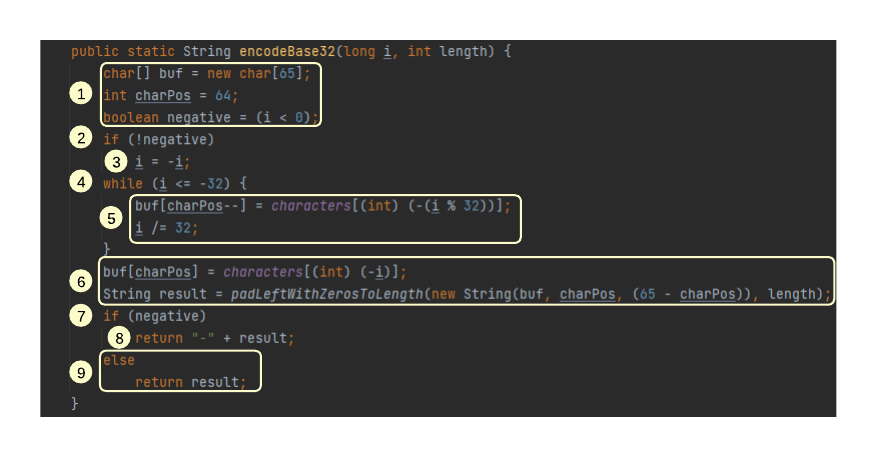 public static String encodeBase32(long i, int length) {
1 char[] buf = new char[65];
int charPos = 64;
boolean negative = (i < 0);
2 if (!negative)
3 i = -i;
4 while (i <= -32) {
5 buf[charPos--] = characters[(int) (-(i % 32))];
i /= 32;
}
6 buf[charPos] = characters[(int) (-i)];
String result = padLeftWithZerosToLength(new String(buf, charPos, (65 - charPos)), length);
7 if (negative)
8 return "-" + result;
9 else
return result;
}